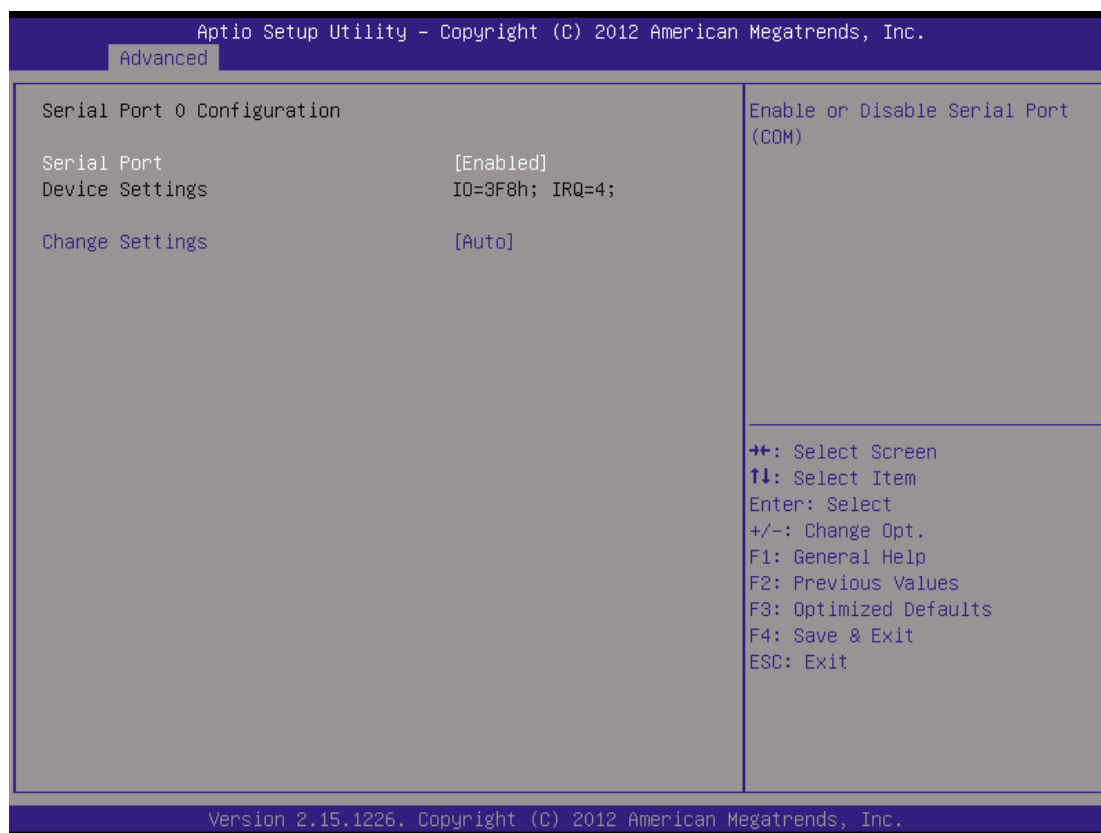 Aptio Setup Utility – Copyright (C) 2012 American Megatrends, Inc.
Advanced
Serial Port 0 Configuration
Serial Port [Enabled]
Device Settings IO=3F8h; IRQ=4;
Change Settings [Auto]
Enable or Disable Serial Port
(COM)
→←: Select Screen
↑↓: Select Item
Enter: Select
+/-: Change Opt.
F1: General Help
F2: Previous Values
F3: Optimized Defaults
F4: Save & Exit
ESC: Exit
Version 2.15.1226. Copyright (C) 2012 American Megatrends, Inc.